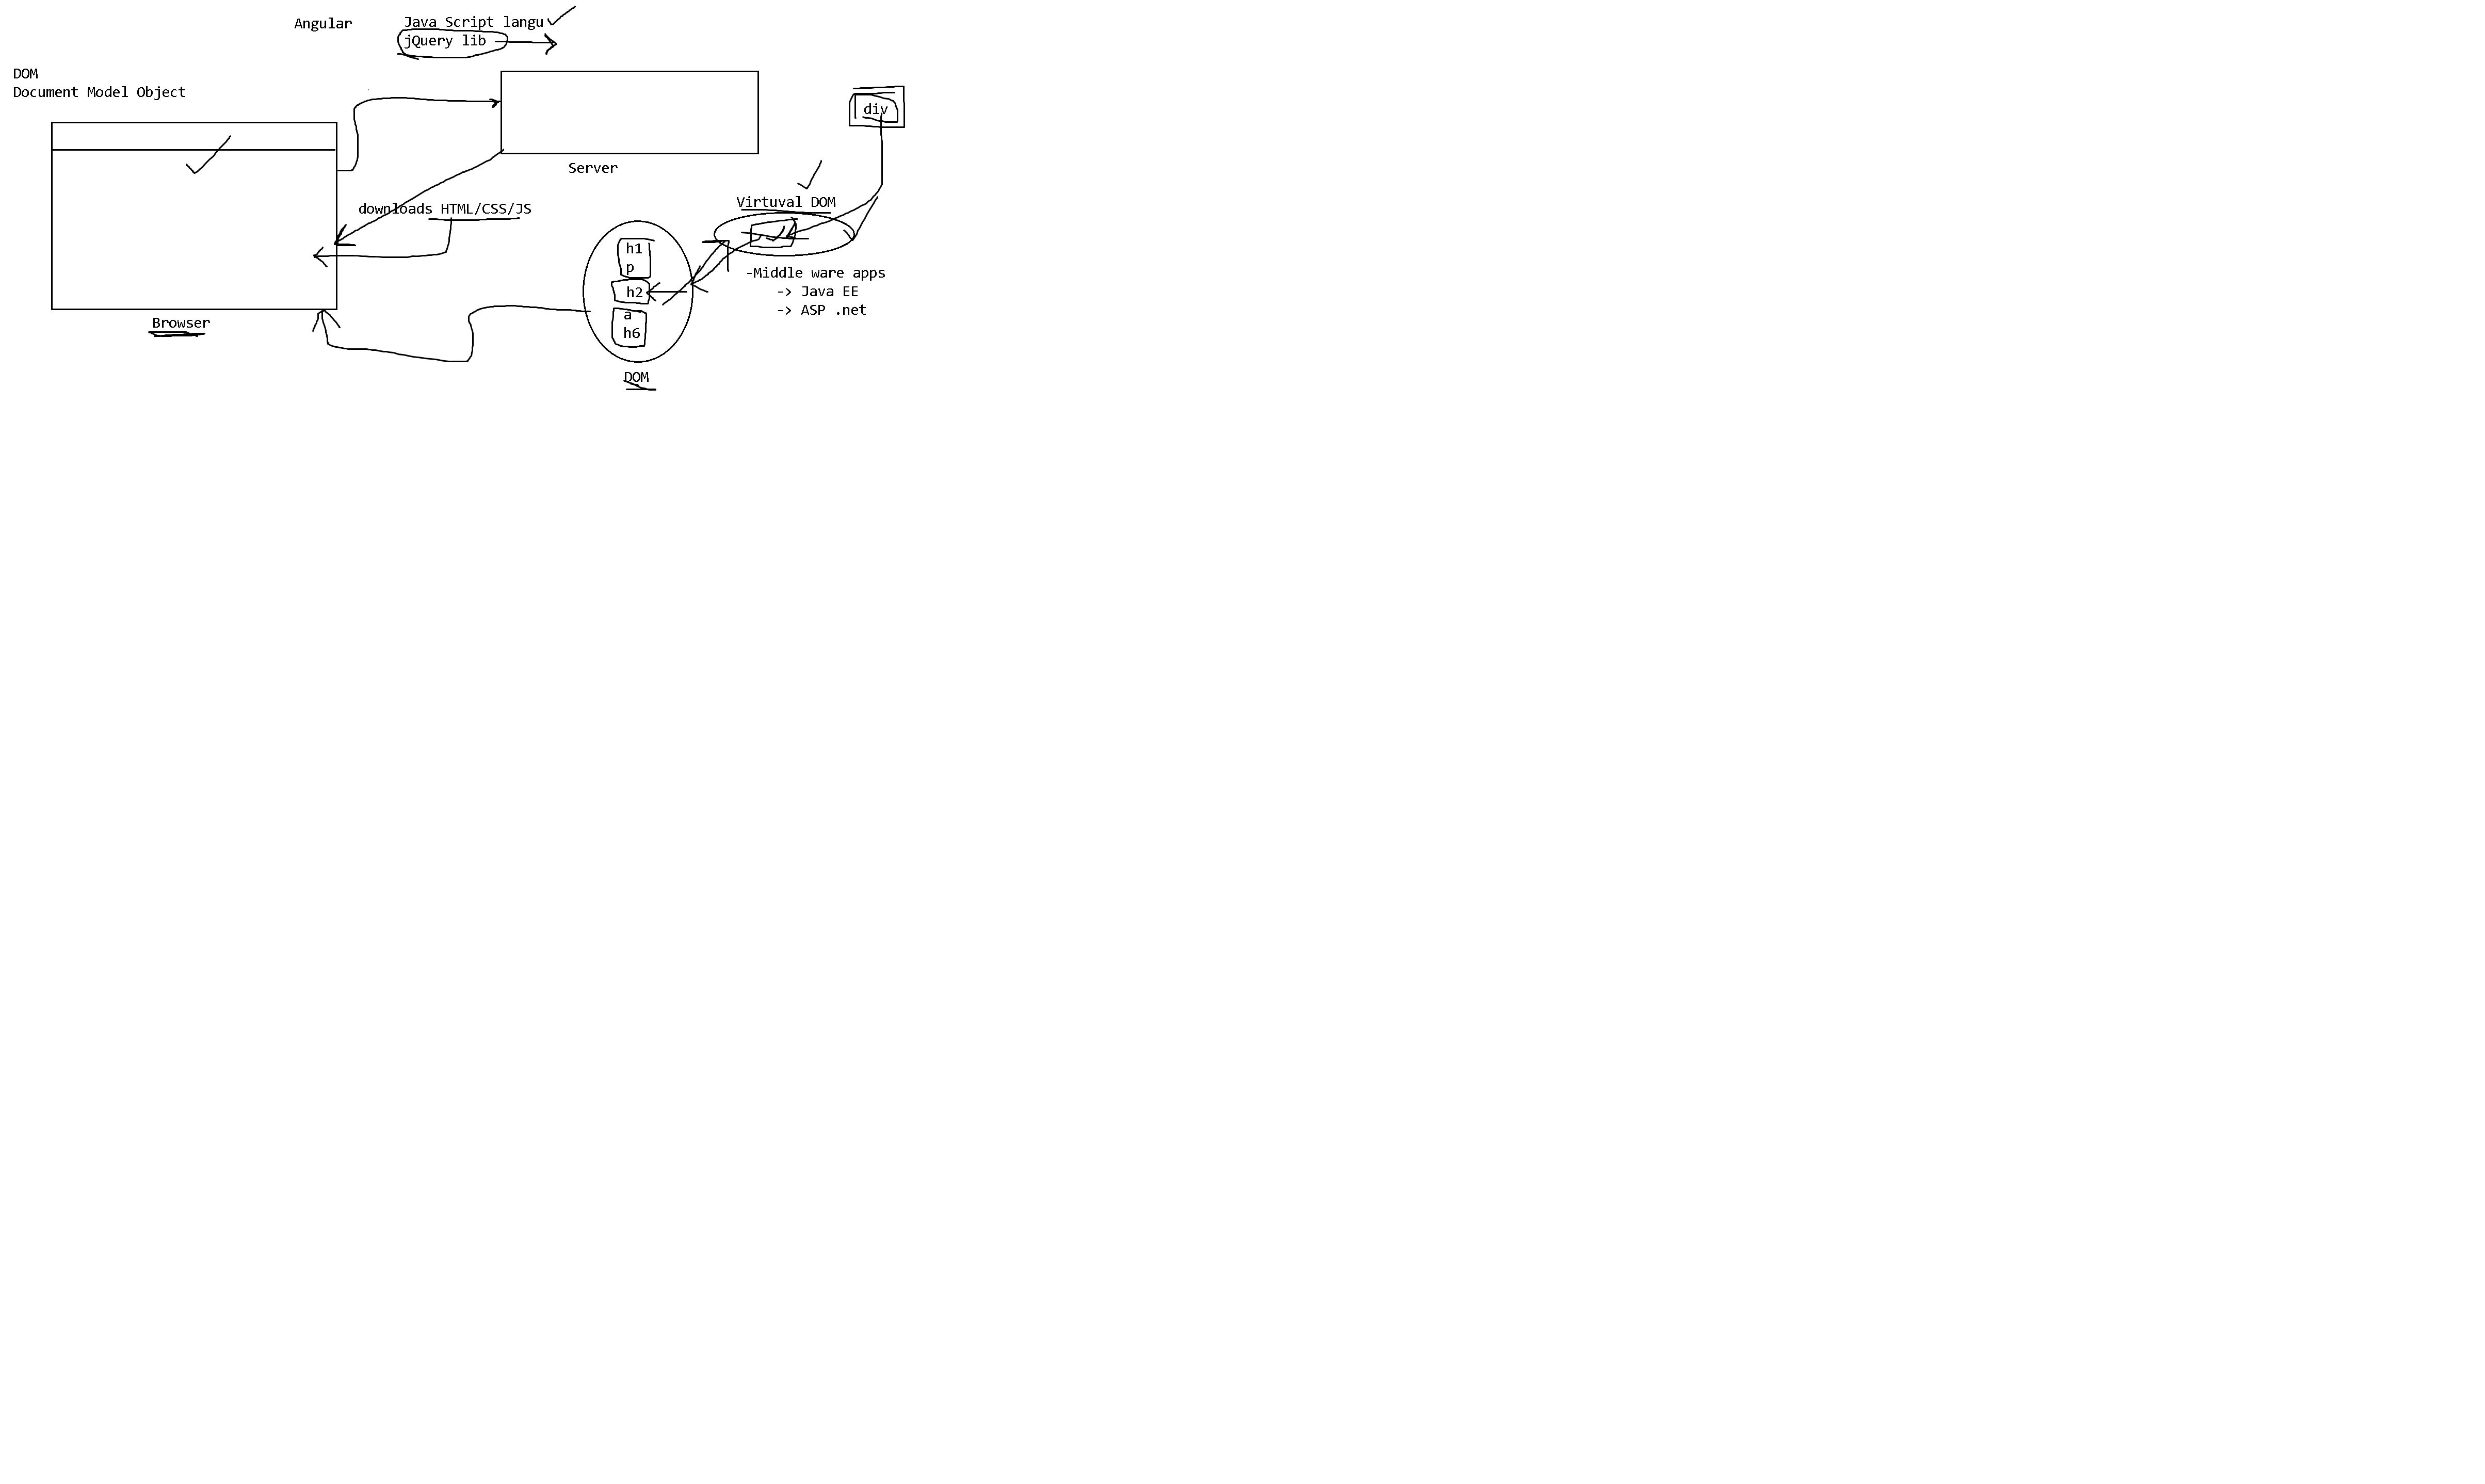 Angular
Java Script langu
jQuery lib
DOM
Document Model Object
div
Server
Virtuval DOM
downloads HTML/CSS/JS
h1
p
h2
a
h6
-Middle ware apps
-> Java EE
-> ASP .net
Browser
DOM